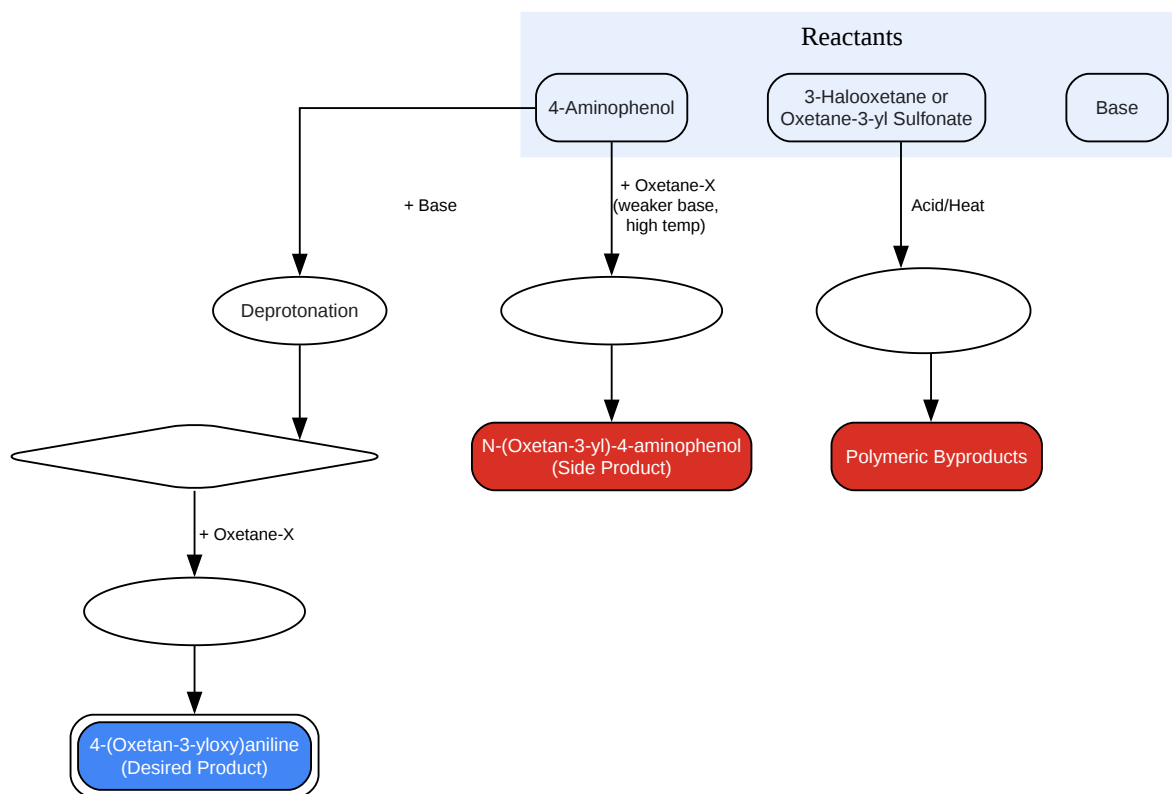 Reactants
4-Aminophenol
3-Halooxetane or
Oxetane-3-yl Sulfonate
Base
+ Base
+ Oxetane-X
(weaker base,
high temp)
Acid/Heat
Deprotonation
N-(Oxetan-3-yl)-4-aminophenol
(Side Product)
Polymeric Byproducts
+ Oxetane-X
4-(Oxetan-3-yloxy)aniline
(Desired Product)